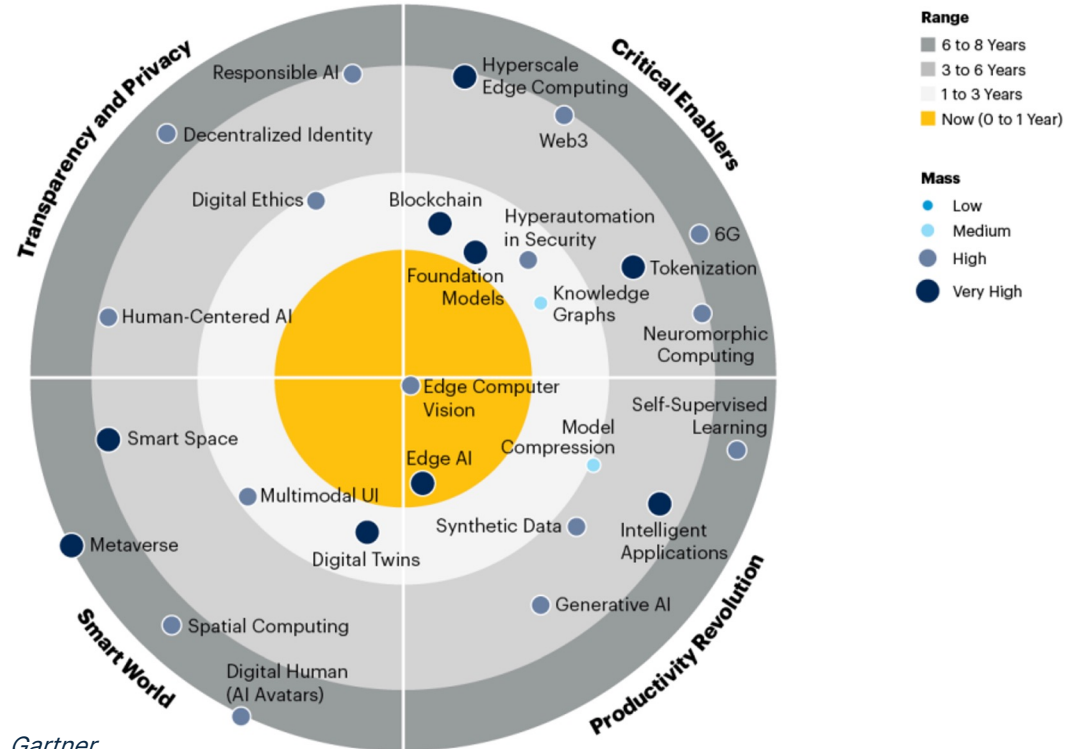 Transparency and Privacy
Critical Enablers
Responsible AI
Decentralized Identity
Digital Ethics
Human-Centered AI
Hyperscale
Edge Computing
Web3
Blockchain
Hyperautomation
in Security
6G
Tokenization
Foundation
Models
Knowledge
Graphs
Neuromorphic
Computing
Edge Computer
Vision
Self-Supervised
Learning
Model
Compression
Edge AI
Synthetic Data
Intelligent
Applications
Generative AI
Smart Space
Multimodal UI
Metaverse
Digital Twins
Spatial Computing
Digital Human
(AI Avatars)
Smart World
Productivity Revolution
Gartner
Range
6 to 8 Years
3 to 6 Years
1 to 3 Years
Now (0 to 1 Year)
Mass
Low
Medium
High
Very High